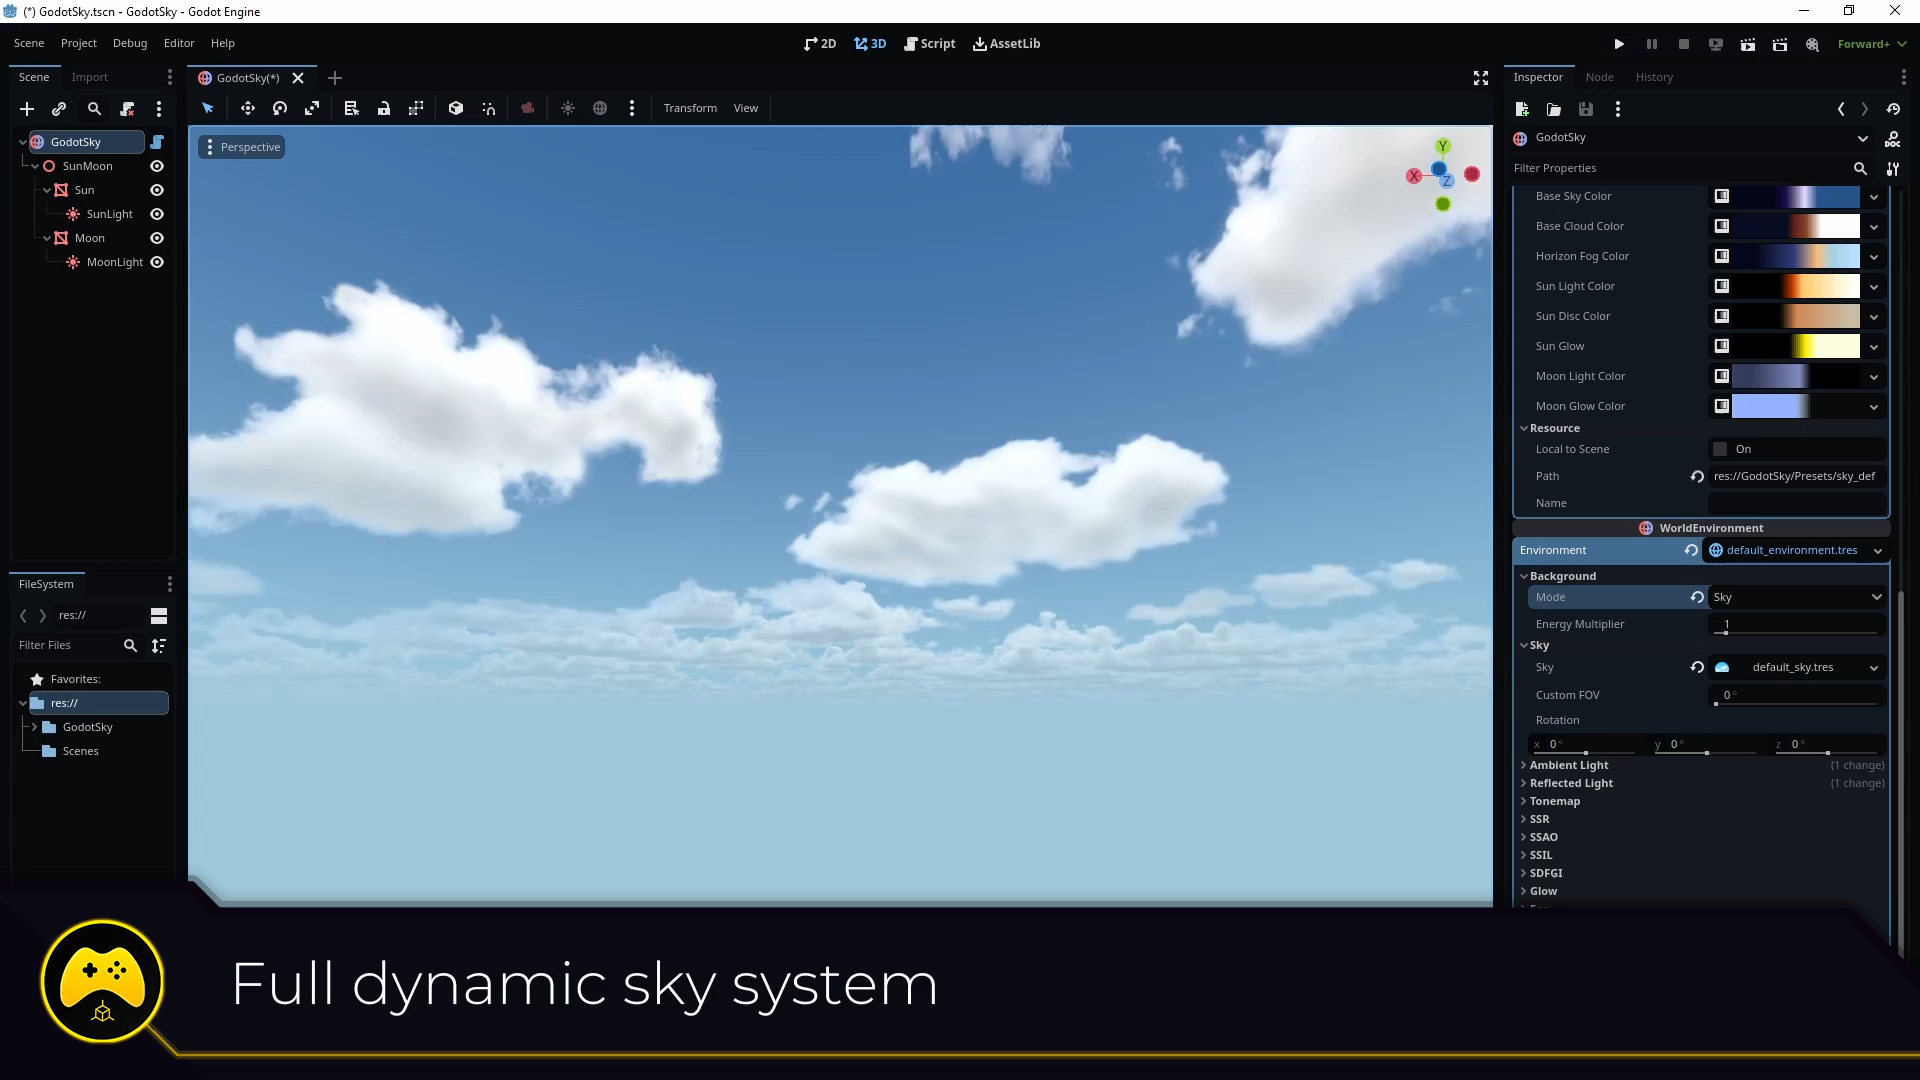 (*) GodotSky.tscn - GodotSky - Godot Engine
Scene Project Debug Editor Help
2D 3D Script AssetLib
Forward+
Scene Import
GodotSky(*)
Inspector Node History
Transform View
Perspective
Y
X
Z
GodotSky
SunMoon
Sun
SunLight
Moon
MoonLight
FileSystem
res://
Filter Files
Favorites:
res://
GodotSky
Scenes
GodotSky
DOC
Filter Properties
Base Sky Color
Base Cloud Color
Horizon Fog Color
Sun Light Color
Sun Disc Color
Sun Glow
Moon Light Color
Moon Glow Color
Resource
Local to Scene On
Path res://GodotSky/Presets/sky_def
Name
WorldEnvironment
Environment default_environment.tres
Background
Mode Sky
Energy Multiplier 1
Sky
Sky default_sky.tres
Custom FOV 0 °
Rotation
x 0 ° y 0 ° z 0 °
Ambient Light (1 change)
Reflected Light (1 change)
Tonemap
SSR
SSAO
SSIL
SDFGI
Glow
Full dynamic sky system